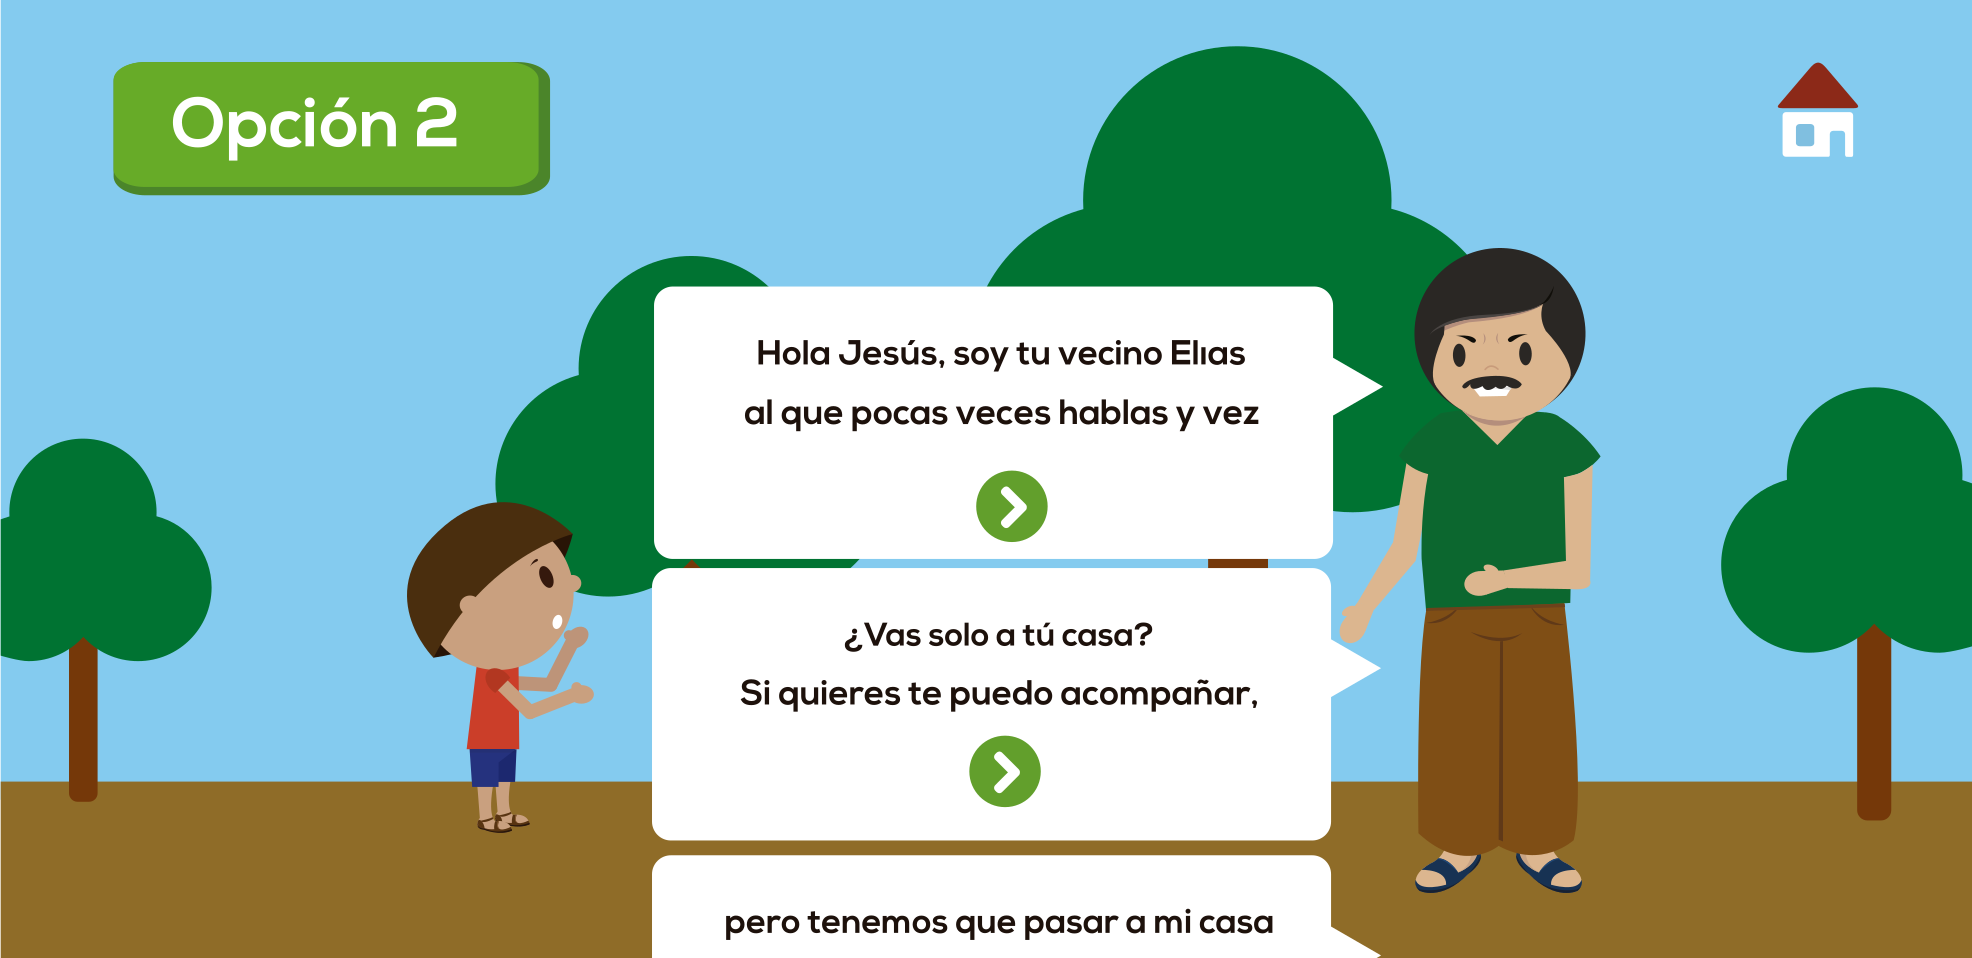 Opción 2
Hola Jesús, soy tu vecino Elıas
al que pocas veces hablas y vez
¿Vas solo a tú casa?
Si quieres te puedo acompañar,
pero tenemos que pasar a mi casa